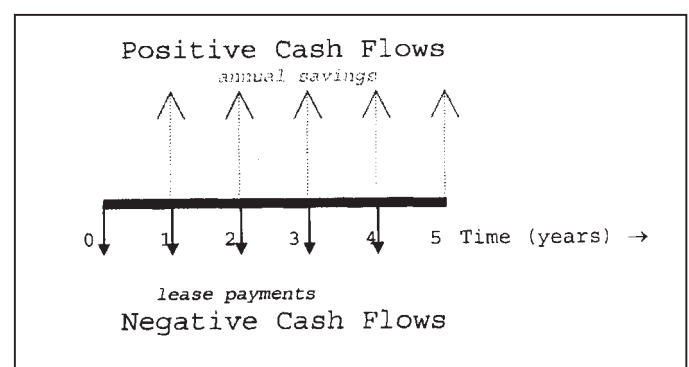 Positive Cash Flows
annual savings
0 1 2 3 4 5 Time (years) →
lease payments
Negative Cash Flows